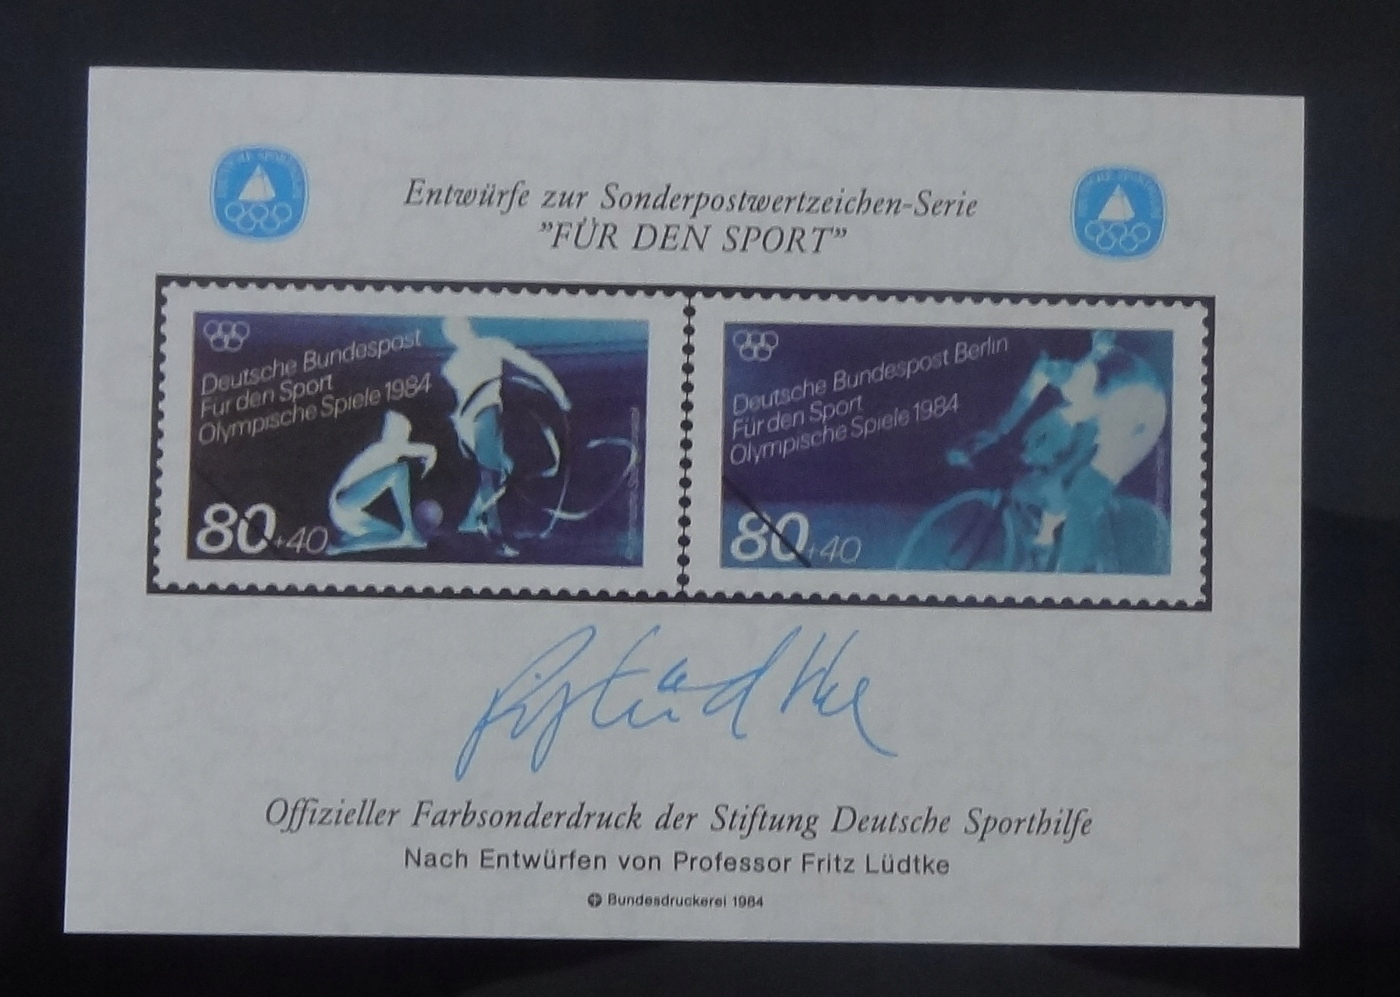 Entwürfe zur Sonderpostwertzeichen-Serie
”FÜR DEN SPORT”
Deutsche Bundespost
Für den Sport
Olympische Spiele 1984
80+40
Deutsche Bundespost Berlin
Für den Sport
Olympische Spiele 1984
80+40
Offizieller Farbsonderdruck der Stiftung Deutsche Sporthilfe
Nach Entwürfen von Professor Fritz Lüdtke
Bundesdruckerei 1984